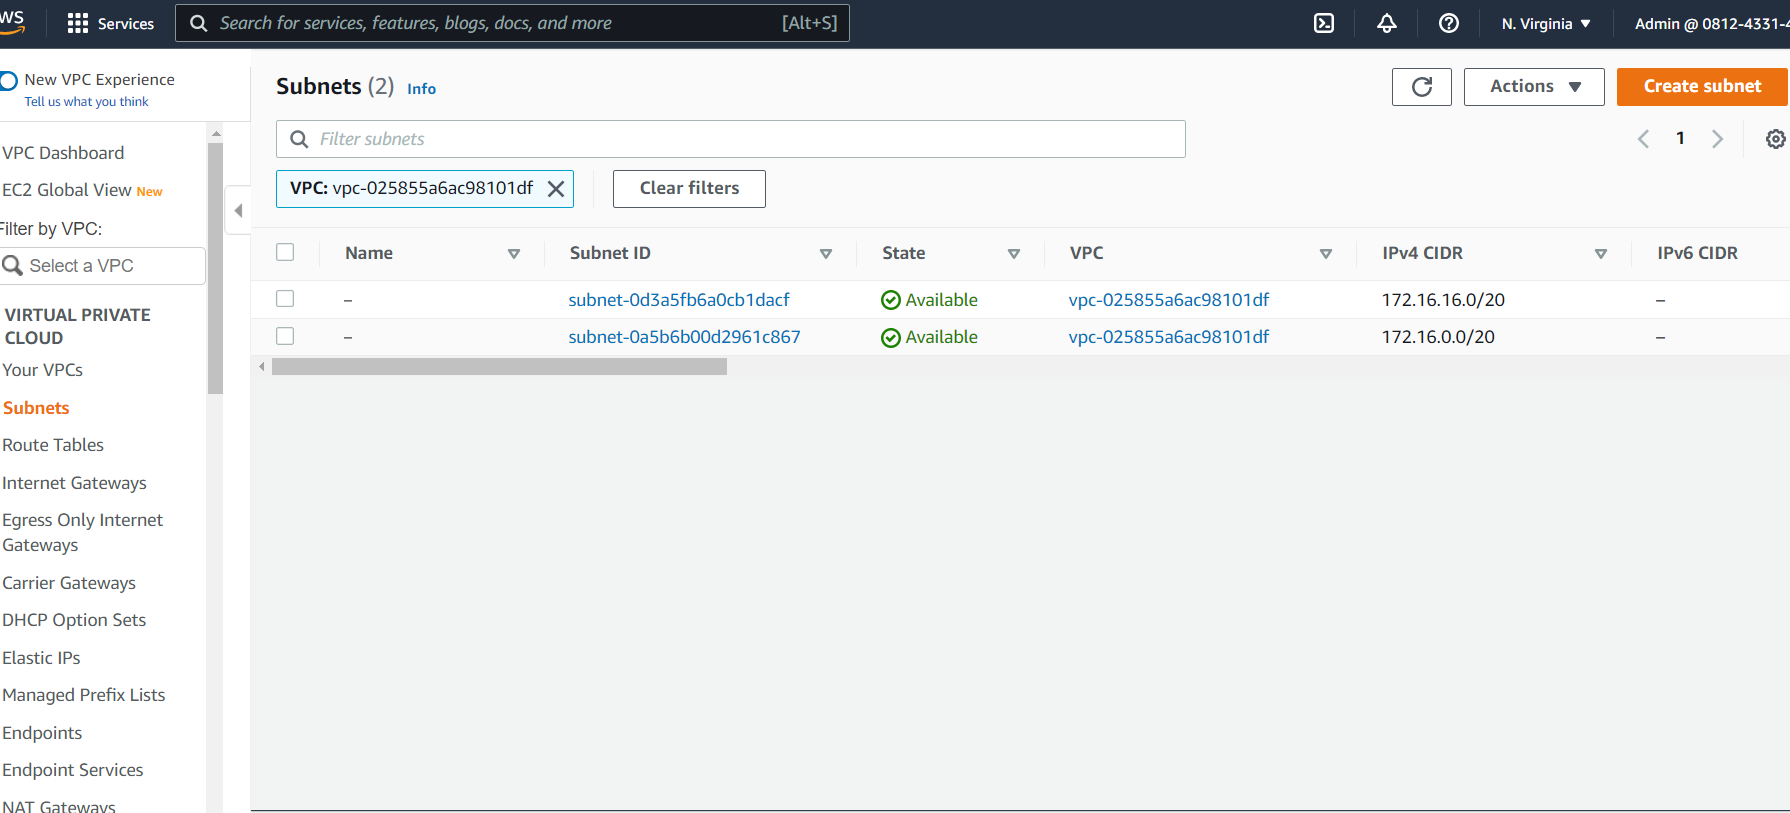 Services
Search for services, features, blogs, docs, and more [Alt+S]
N. Virginia
Admin @ 0812-4331-
New VPC Experience
Tell us what you think
VPC Dashboard
EC2 Global View New
Filter by VPC:
Select a VPC
VIRTUAL PRIVATE
CLOUD
Your VPCs
Subnets
Route Tables
Internet Gateways
Egress Only Internet
Gateways
Carrier Gateways
DHCP Option Sets
Elastic IPs
Managed Prefix Lists
Endpoints
Endpoint Services
NAT Gateways
Subnets (2) Info
Actions
Create subnet
Filter subnets
1
VPC: vpc-025855a6ac98101df
Clear filters
Name Subnet ID State VPC IPv4 CIDR IPv6 CIDR
– subnet-0d3a5fb6a0cb1dacf Available vpc-025855a6ac98101df 172.16.16.0/20 –
– subnet-0a5b6b00d2961c867 Available vpc-025855a6ac98101df 172.16.0.0/20 –